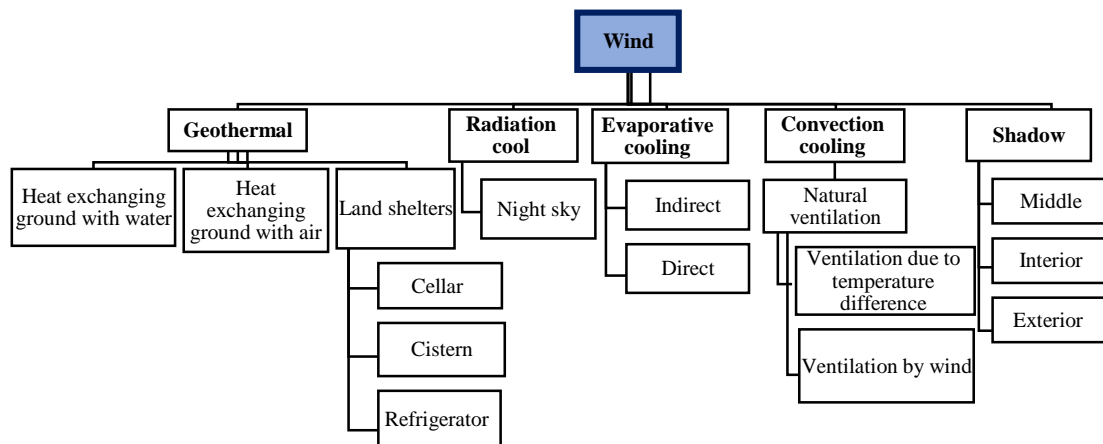 Wind
Geothermal
Radiation
cool
Evaporative
cooling
Convection
cooling
Shadow
Heat exchanging
ground with water
Heat
exchanging
ground with air
Land shelters
Night sky
Indirect
Natural
ventilation
Middle
Cellar
Direct
Ventilation due to
temperature
difference
Interior
Cistern
Ventilation by wind
Exterior
Refrigerator